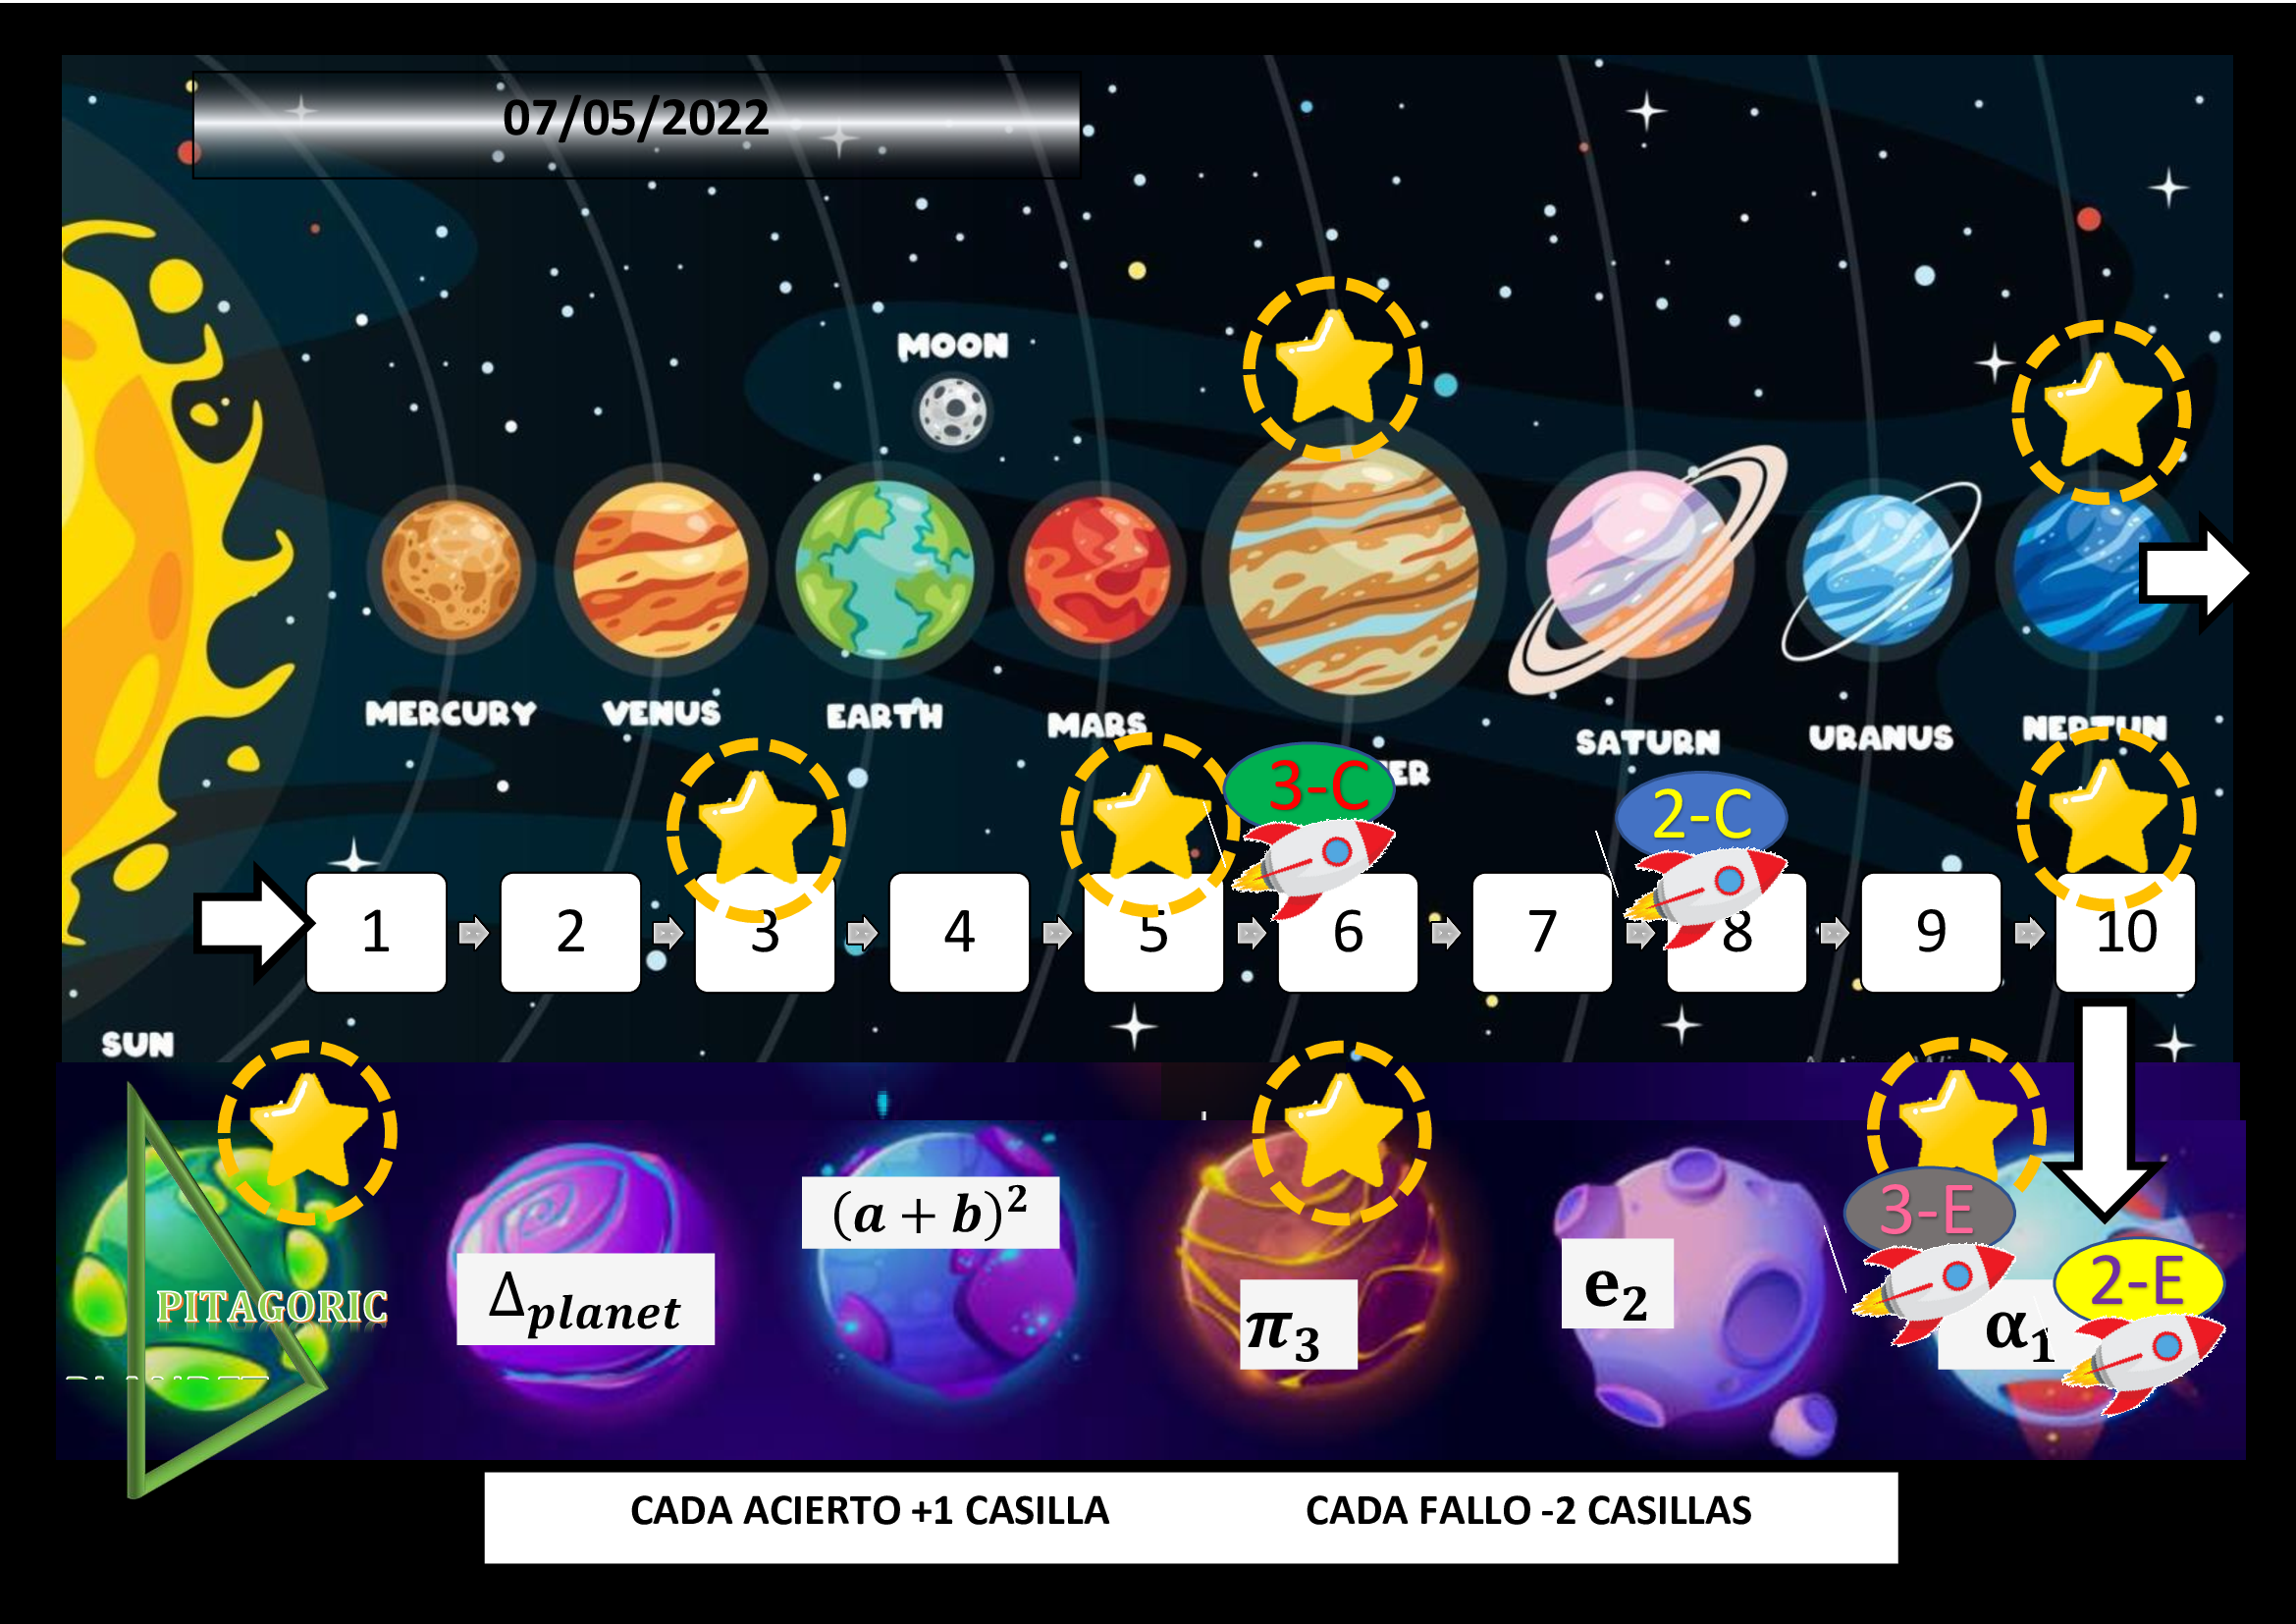 07/05/2022
MOON
MERCURY
VENUS
EARTH
MARS
SATURN
URANUS
NEPTUN
3-C
2-C
1
2
3
4
5
6
7
8
9
10
SUN
(a + b)²
3-E
2-E
PITAGORIC
Δplanet
π₃
e₂
α₁
CADA ACIERTO +1 CASILLA CADA FALLO -2 CASILLAS